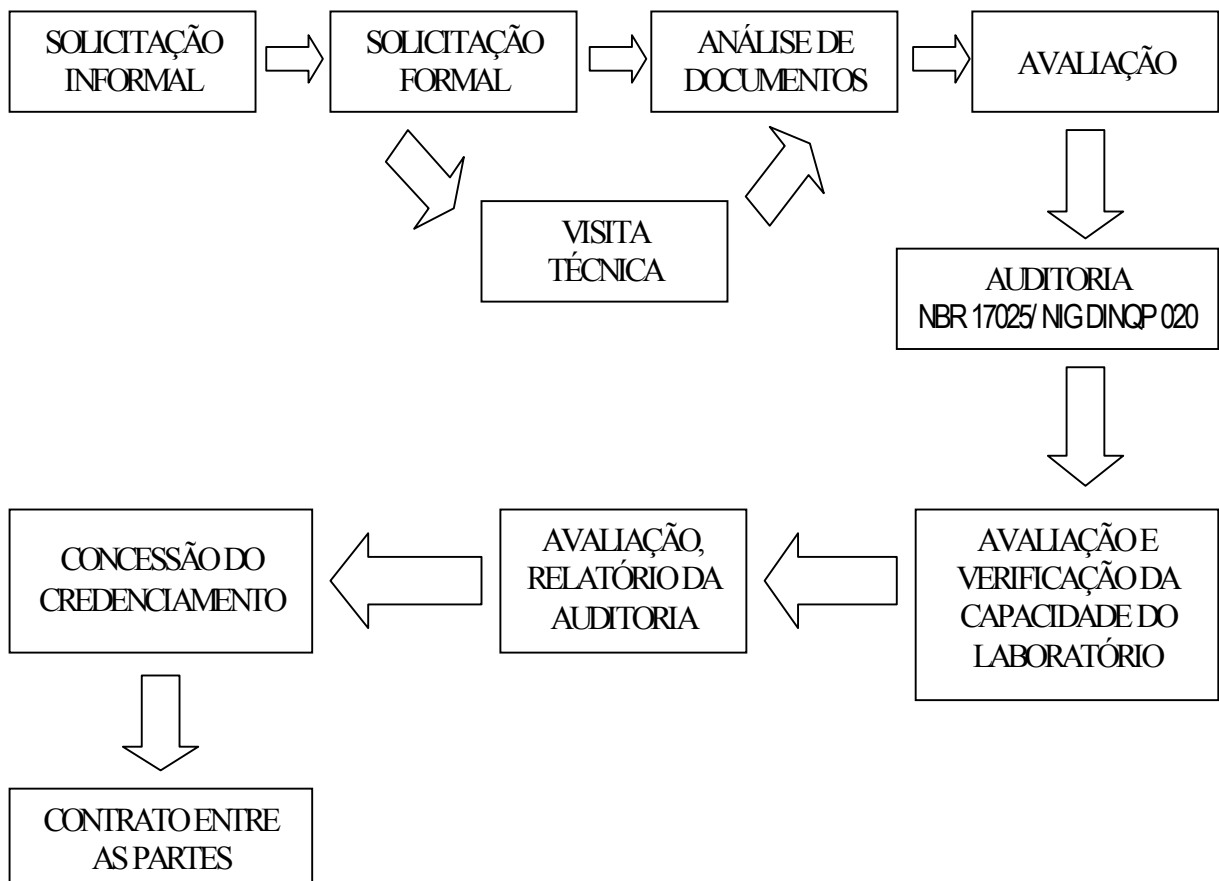 SOLICITAÇÃO
INFORMAL
SOLICITAÇÃO
FORMAL
ANÁLISE DE
DOCUMENTOS
AVALIAÇÃO
VISITA
TÉCNICA
AUDITORIA
NBR 17025/ NIG DINQP 020
AVALIAÇÃO E
VERIFICAÇÃO DA
CAPACIDADE DO
LABORATÓRIO
AVALIAÇÃO,
RELATÓRIO DA
AUDITORIA
CONCESSÃO DO
CREDENCIAMENTO
CONTRATO ENTRE
AS PARTES